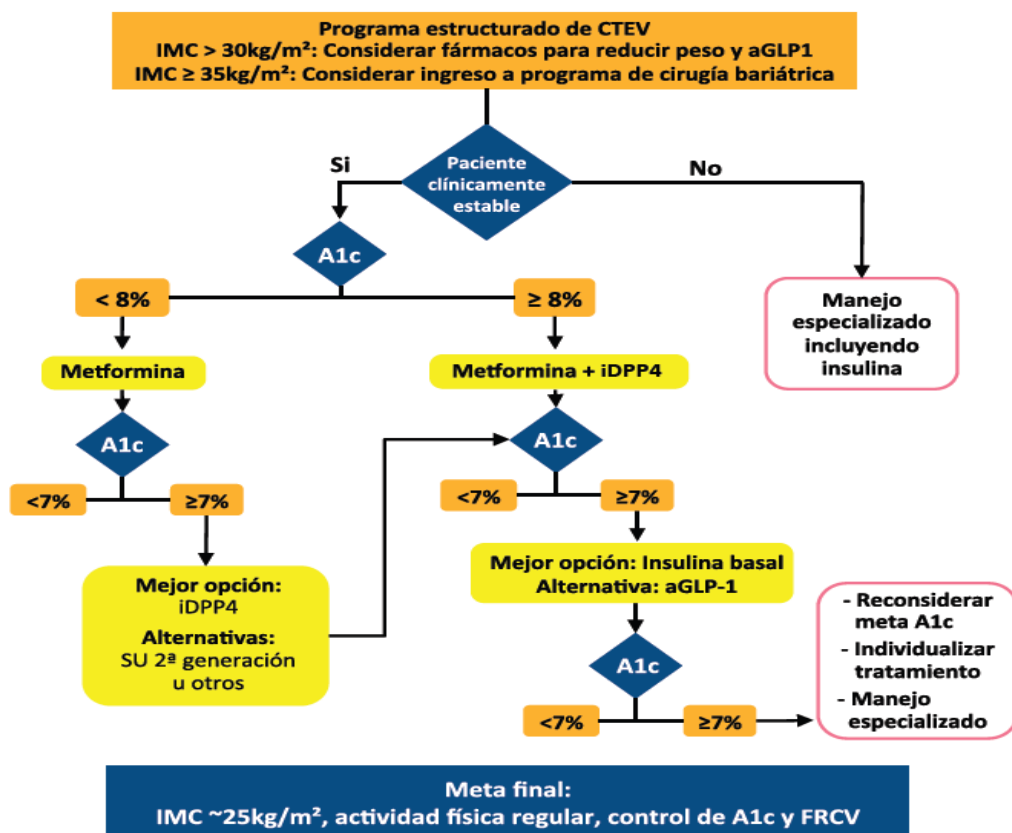 Programa estructurado de CTEV
IMC > 30kg/m²: Considerar fármacos para reducir peso y aGLP1
IMC ≥ 35kg/m²: Considerar ingreso a programa de cirugía bariátrica
Si
Paciente
clínicamente
estable
No
A1c
< 8%
≥ 8%
Manejo
especializado
incluyendo
insulina
Metformina
Metformina + iDPP4
A1c
A1c
<7%
≥7%
<7%
≥7%
Mejor opción:
iDPP4
Alternativas:
SU 2ª generación
u otros
Mejor opción: Insulina basal
Alternativa: aGLP-1
- Reconsiderar
meta A1c
- Individualizar
tratamiento
- Manejo
especializado
A1c
<7%
≥7%
Meta final:
IMC ~25kg/m², actividad física regular, control de A1c y FRCV